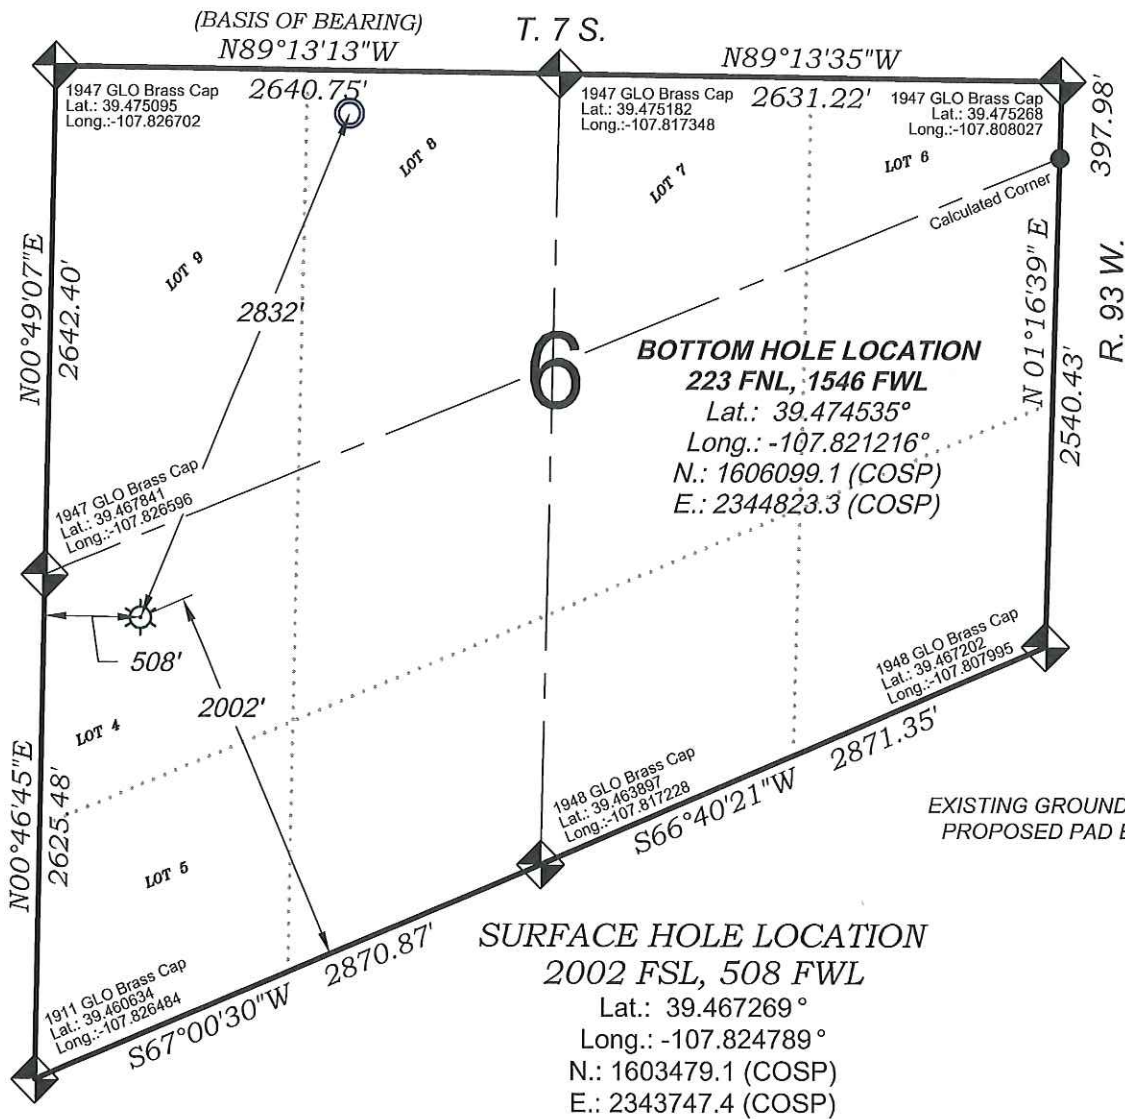 (BASIS OF BEARING)
N89°13'13"W
T. 7 S.
N89°13'35"W
2640.75'
2631.22'
1947 GLO Brass Cap
Lat.: 39.475095
Long.:-107.826702
1947 GLO Brass Cap
Lat.: 39.475182
Long.:-107.817348
1947 GLO Brass Cap
Lat.: 39.475268
Long.:-107.808027
397.98'
LOT 8
LOT 7
LOT 6
Calculated Corner
R. 93 W.
LOT 9
N00°49'07"E
2642.40'
2832'
6
N 01°16'39" E
2540.43'
BOTTOM HOLE LOCATION
223 FNL, 1546 FWL
Lat.: 39.474535°
Long.: -107.821216°
N.: 1606099.1 (COSP)
E.: 2344823.3 (COSP)
1947 GLO Brass Cap
Lat.: 39.467841
Long.:-107.826596
508'
2002'
LOT 4
N00°46'45"E
2625.48'
LOT 5
1948 GLO Brass Cap
Lat.: 39.467202
Long.:-107.807995
1948 GLO Brass Cap
Lat.: 39.463897
Long.:-107.817228
S66°40'21"W
2871.35'
EXISTING GROUND
PROPOSED PAD E
1911 GLO Brass Cap
Lat.: 39.460634
Long.:-107.826484
S67°00'30"W
2870.87'
SURFACE HOLE LOCATION
2002 FSL, 508 FWL
Lat.: 39.467269°
Long.: -107.824789°
N.: 1603479.1 (COSP)
E.: 2343747.4 (COSP)